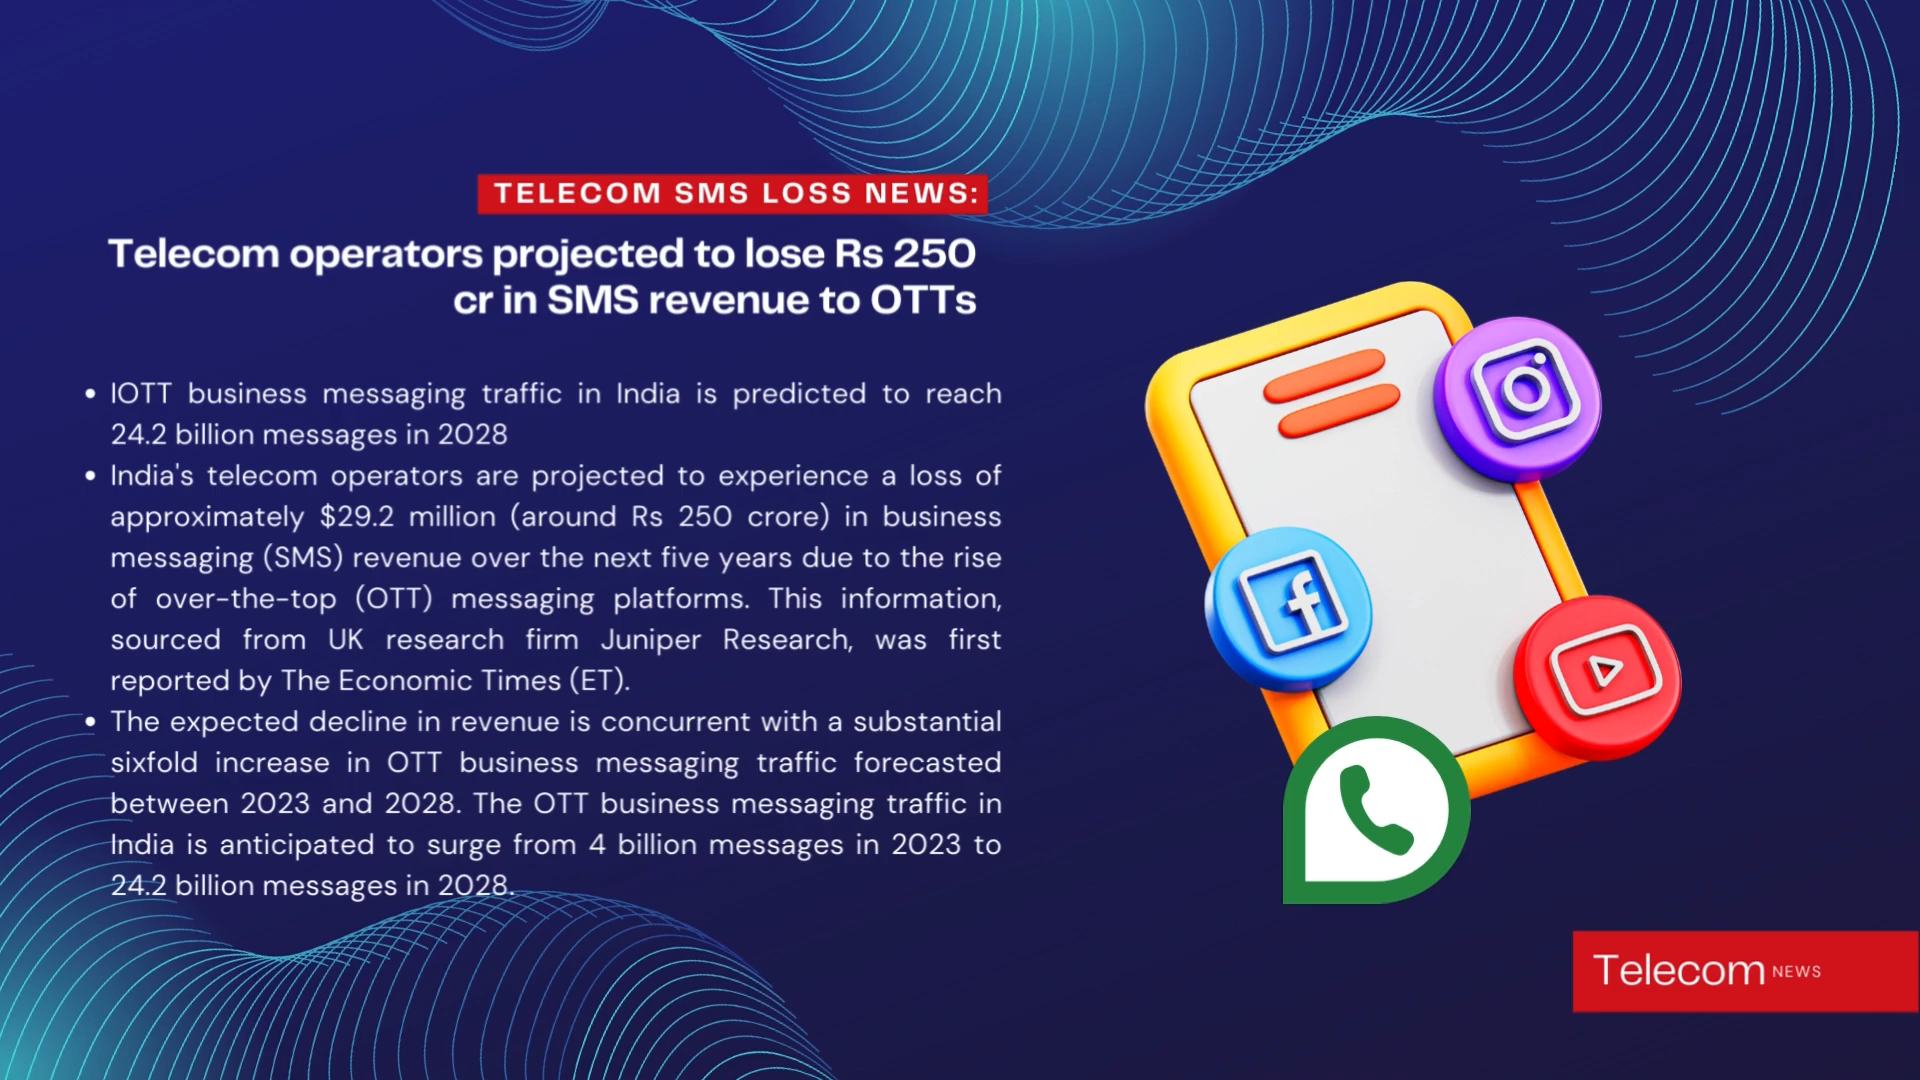 TELECOM SMS LOSS NEWS:
Telecom operators projected to lose Rs 250
cr in SMS revenue to OTTs
• IOTT business messaging traffic in India is predicted to reach
24.2 billion messages in 2028
• India's telecom operators are projected to experience a loss of
approximately $29.2 million (around Rs 250 crore) in business
messaging (SMS) revenue over the next five years due to the rise
of over-the-top (OTT) messaging platforms. This information,
sourced from UK research firm Juniper Research, was first
reported by The Economic Times (ET).
• The expected decline in revenue is concurrent with a substantial
sixfold increase in OTT business messaging traffic forecasted
between 2023 and 2028. The OTT business messaging traffic in
India is anticipated to surge from 4 billion messages in 2023 to
24.2 billion messages in 2028.
Telecom NEWS